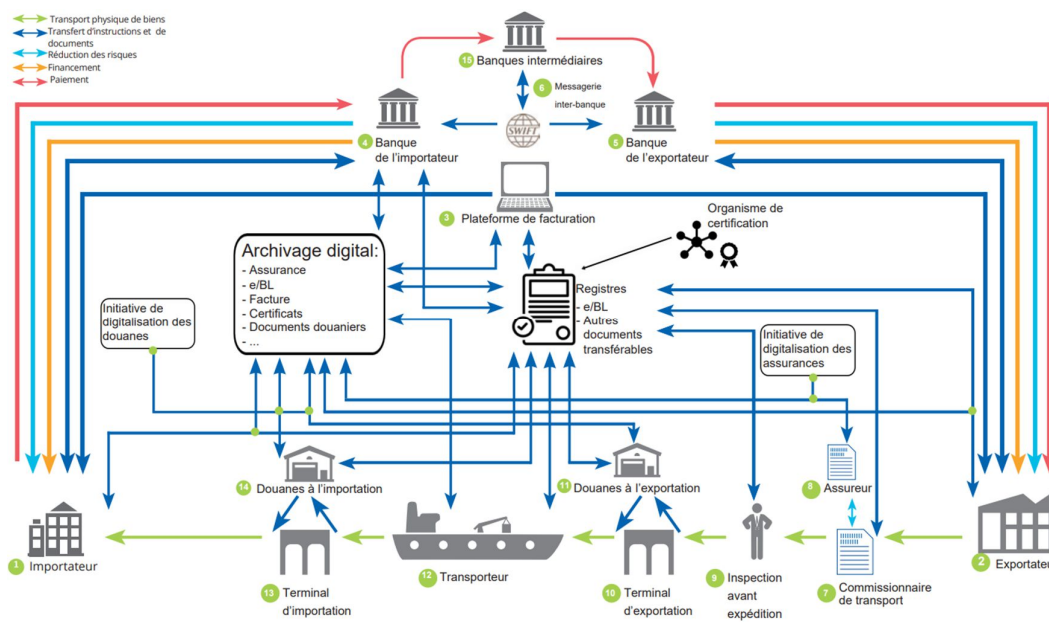 Transport physique de biens
Transfert d'instructions et de
documents
Réduction des risques
Financement
Paiement
15 Banques intermédiaires
6 Messagerie
inter-banque
SWIFT
4 Banque
de l'importateur
5 Banque
de l'exportateur
3 Plateforme de facturation
Organisme de
certification
Archivage digital:
- Assurance
- e/BL
- Facture
- Certificats
- Documents douaniers
- ...
Registres
- e/BL
- Autres
documents
transférables
Initiative de
digitalisation des
douanes
Initiative de
digitalisation des
assurances
14 Douanes à l'importation
11 Douanes à l'exportation
8 Assureur
1 Importateur
13 Terminal
d'importation
12 Transporteur
10 Terminal
d'exportation
9 Inspection
avant
expédition
7 Commissionnaire
de transport
2 Exportateu